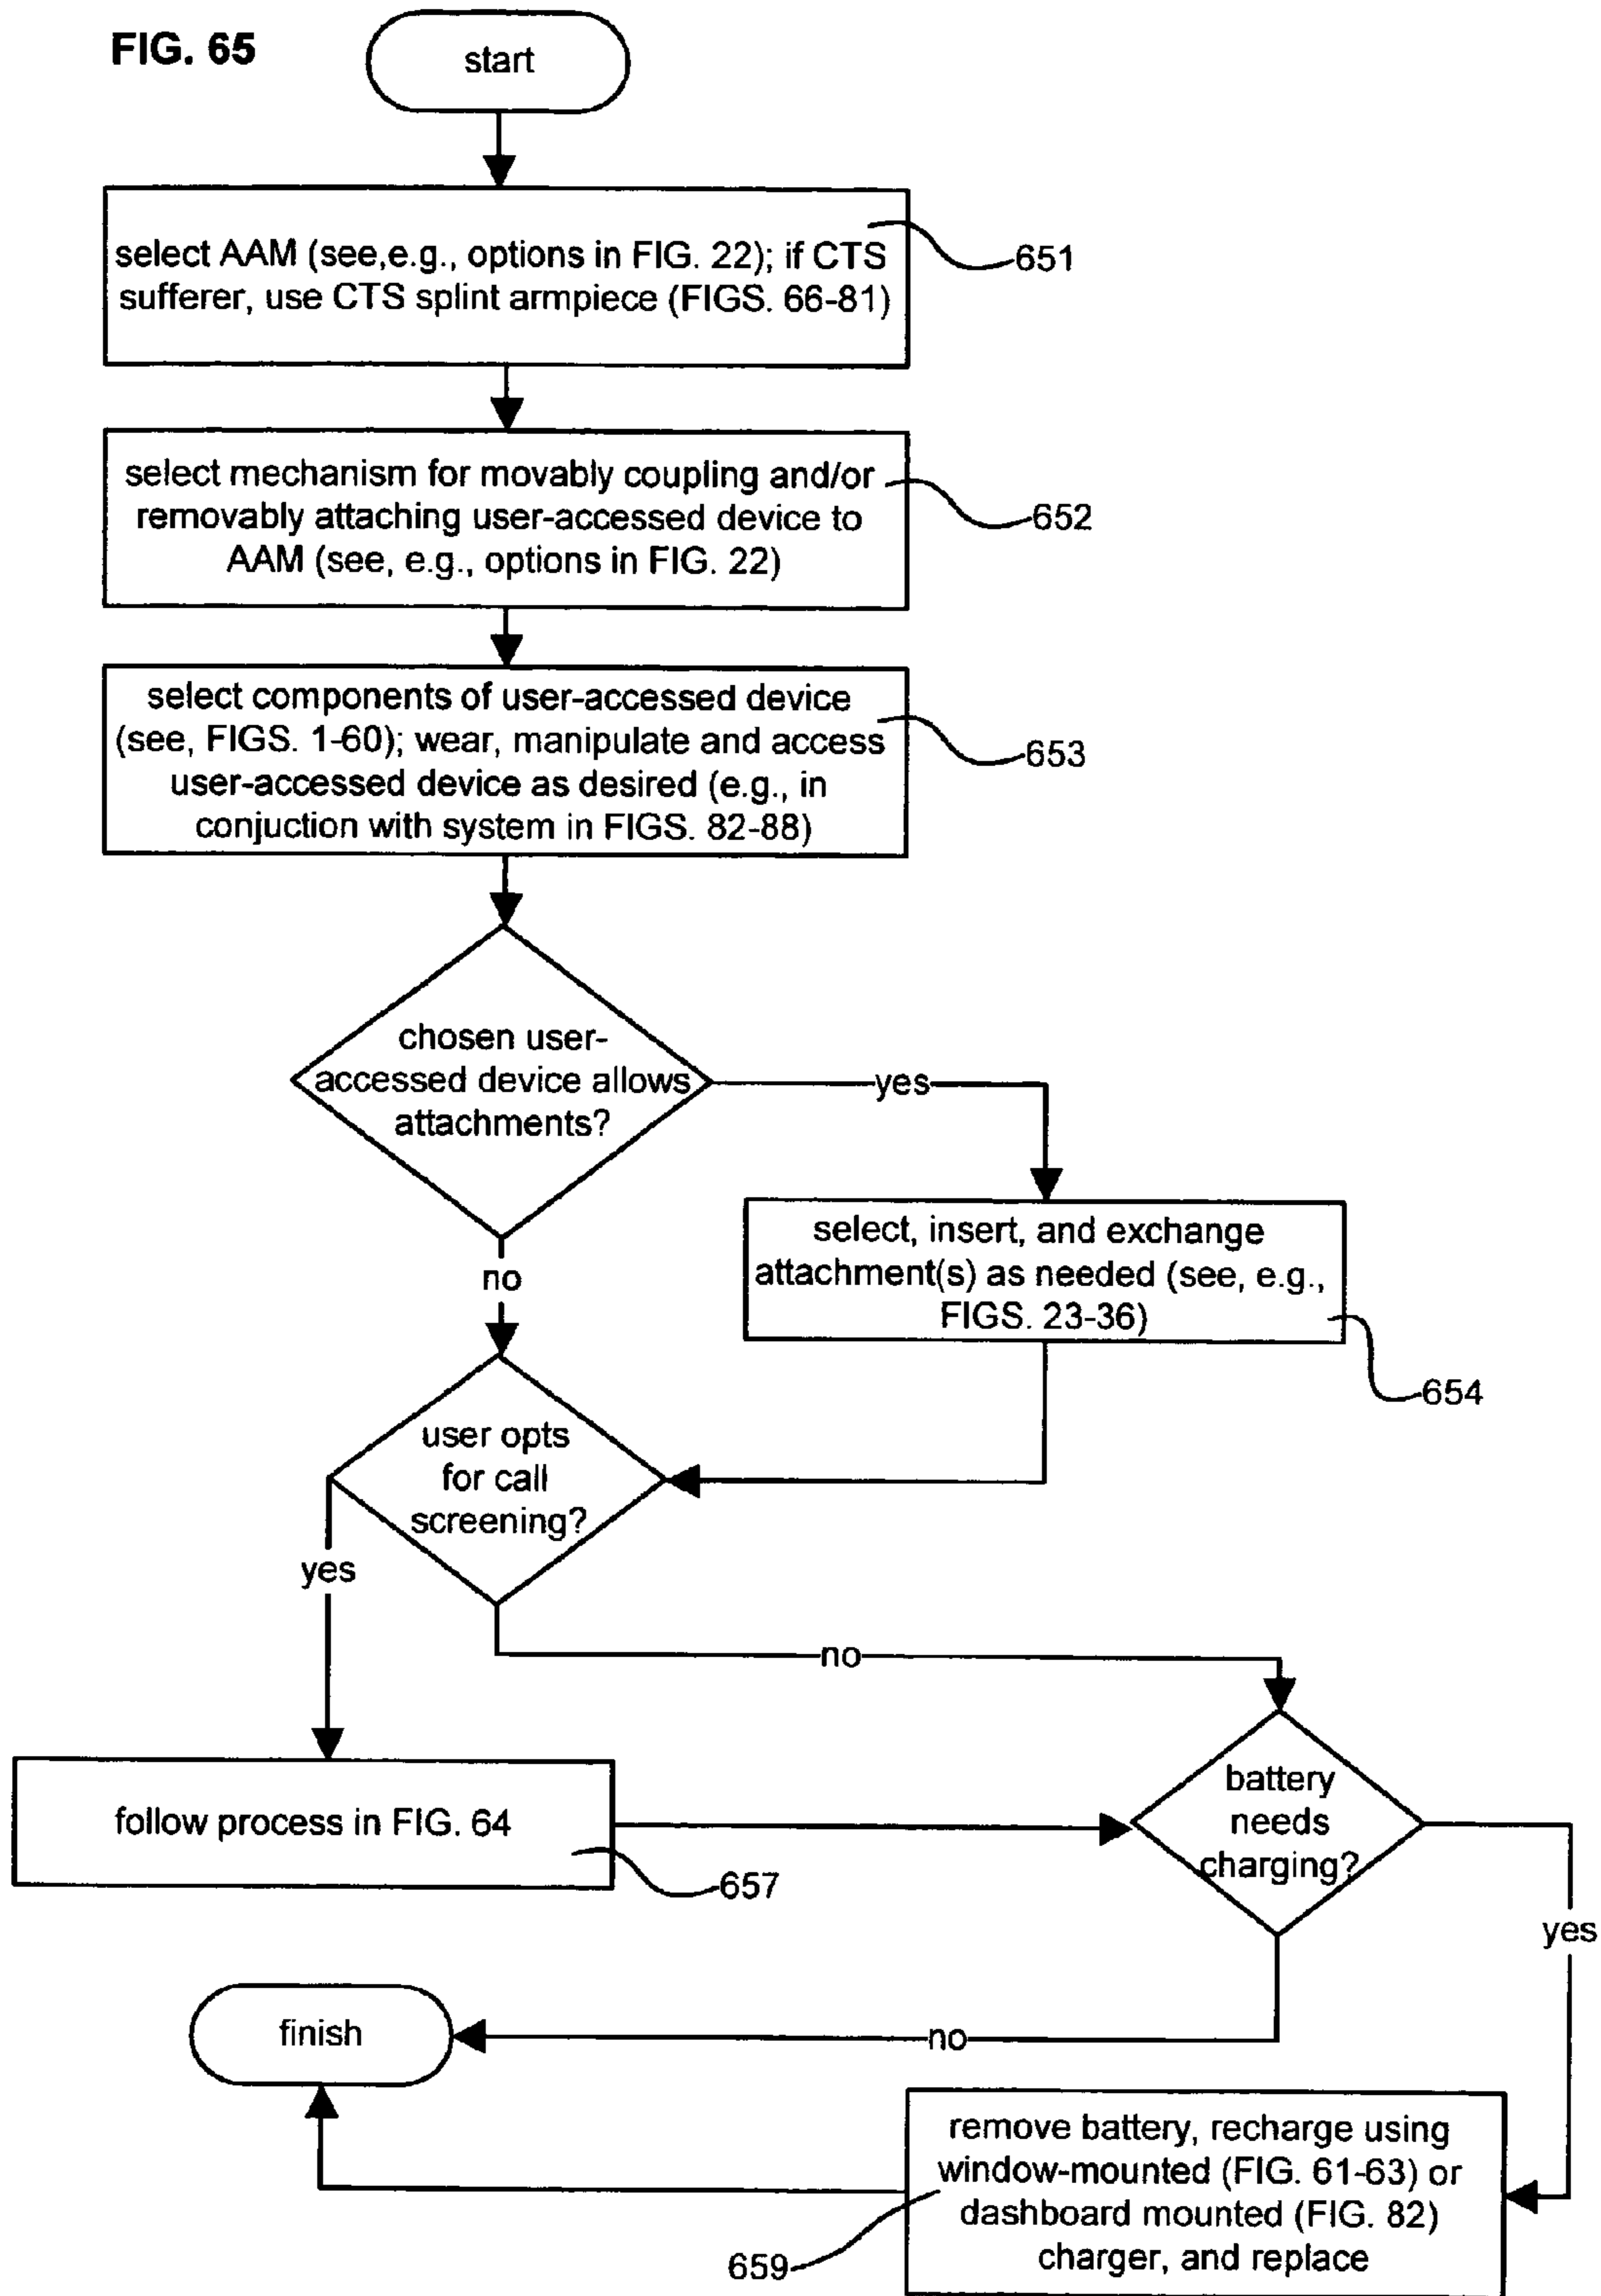 FIG. 65
start
select AAM (see,e.g., options in FIG. 22); if CTS
sufferer, use CTS splint armpiece (FIGS. 66-81)
651
select mechanism for movably coupling and/or
removably attaching user-accessed device to
AAM (see, e.g., options in FIG. 22)
652
select components of user-accessed device
(see, FIGS. 1-60); wear, manipulate and access
user-accessed device as desired (e.g., in
conjuction with system in FIGS. 82-88)
653
chosen user-
accessed device allows
attachments?
yes
no
select, insert, and exchange
attachment(s) as needed (see, e.g.,
FIGS. 23-36)
654
user opts
for call
screening?
yes
no
follow process in FIG. 64
657
battery
needs
charging?
yes
no
finish
remove battery, recharge using
window-mounted (FIG. 61-63) or
dashboard mounted (FIG. 82)
charger, and replace
659